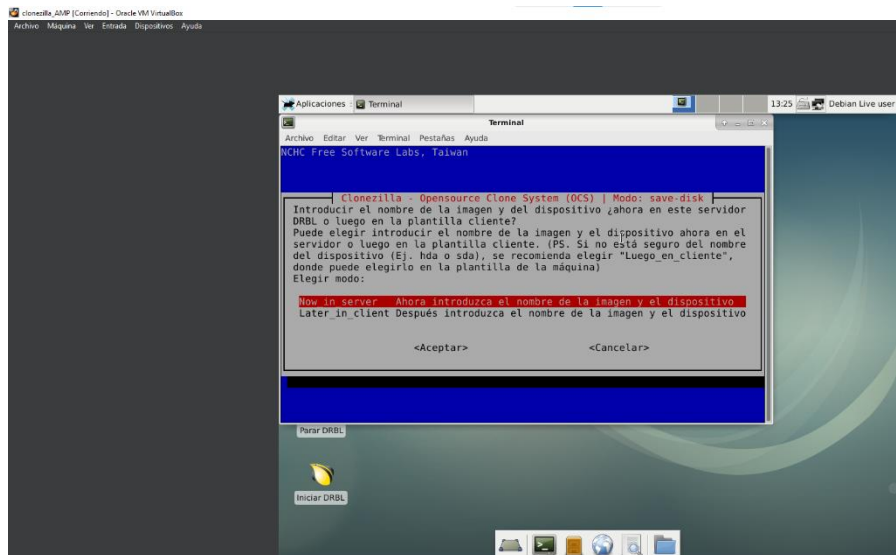 clonezilla_AMP [Corriendo] - Oracle VM VirtualBox
Archivo Máquina Ver Entrada Dispositivos Ayuda
Aplicaciones Terminal 13:25 Debian Live user
Terminal
Archivo Editar Ver Terminal Pestañas Ayuda
NCHC Free Software Labs, Taiwan
Clonezilla - Opensource Clone System (OCS) | Modo: save-disk
Introducir el nombre de la imagen y del dispositivo ¿ahora en este servidor
DRBL o luego en la plantilla cliente?
Puede elegir introducir el nombre de la imagen y el dispositivo ahora en el
servidor o luego en la plantilla cliente. (PS. Si no está seguro del nombre
del dispositivo (Ej. hda o sda), se recomienda elegir "Luego_en_cliente",
donde puede elegirlo en la plantilla de la máquina)
Elegir modo:
Now_in_server Ahora introduzca el nombre de la imagen y el dispositivo
Later_in_client Después introduzca el nombre de la imagen y el dispositivo
<Aceptar> <Cancelar>
Parar DRBL
Iniciar DRBL